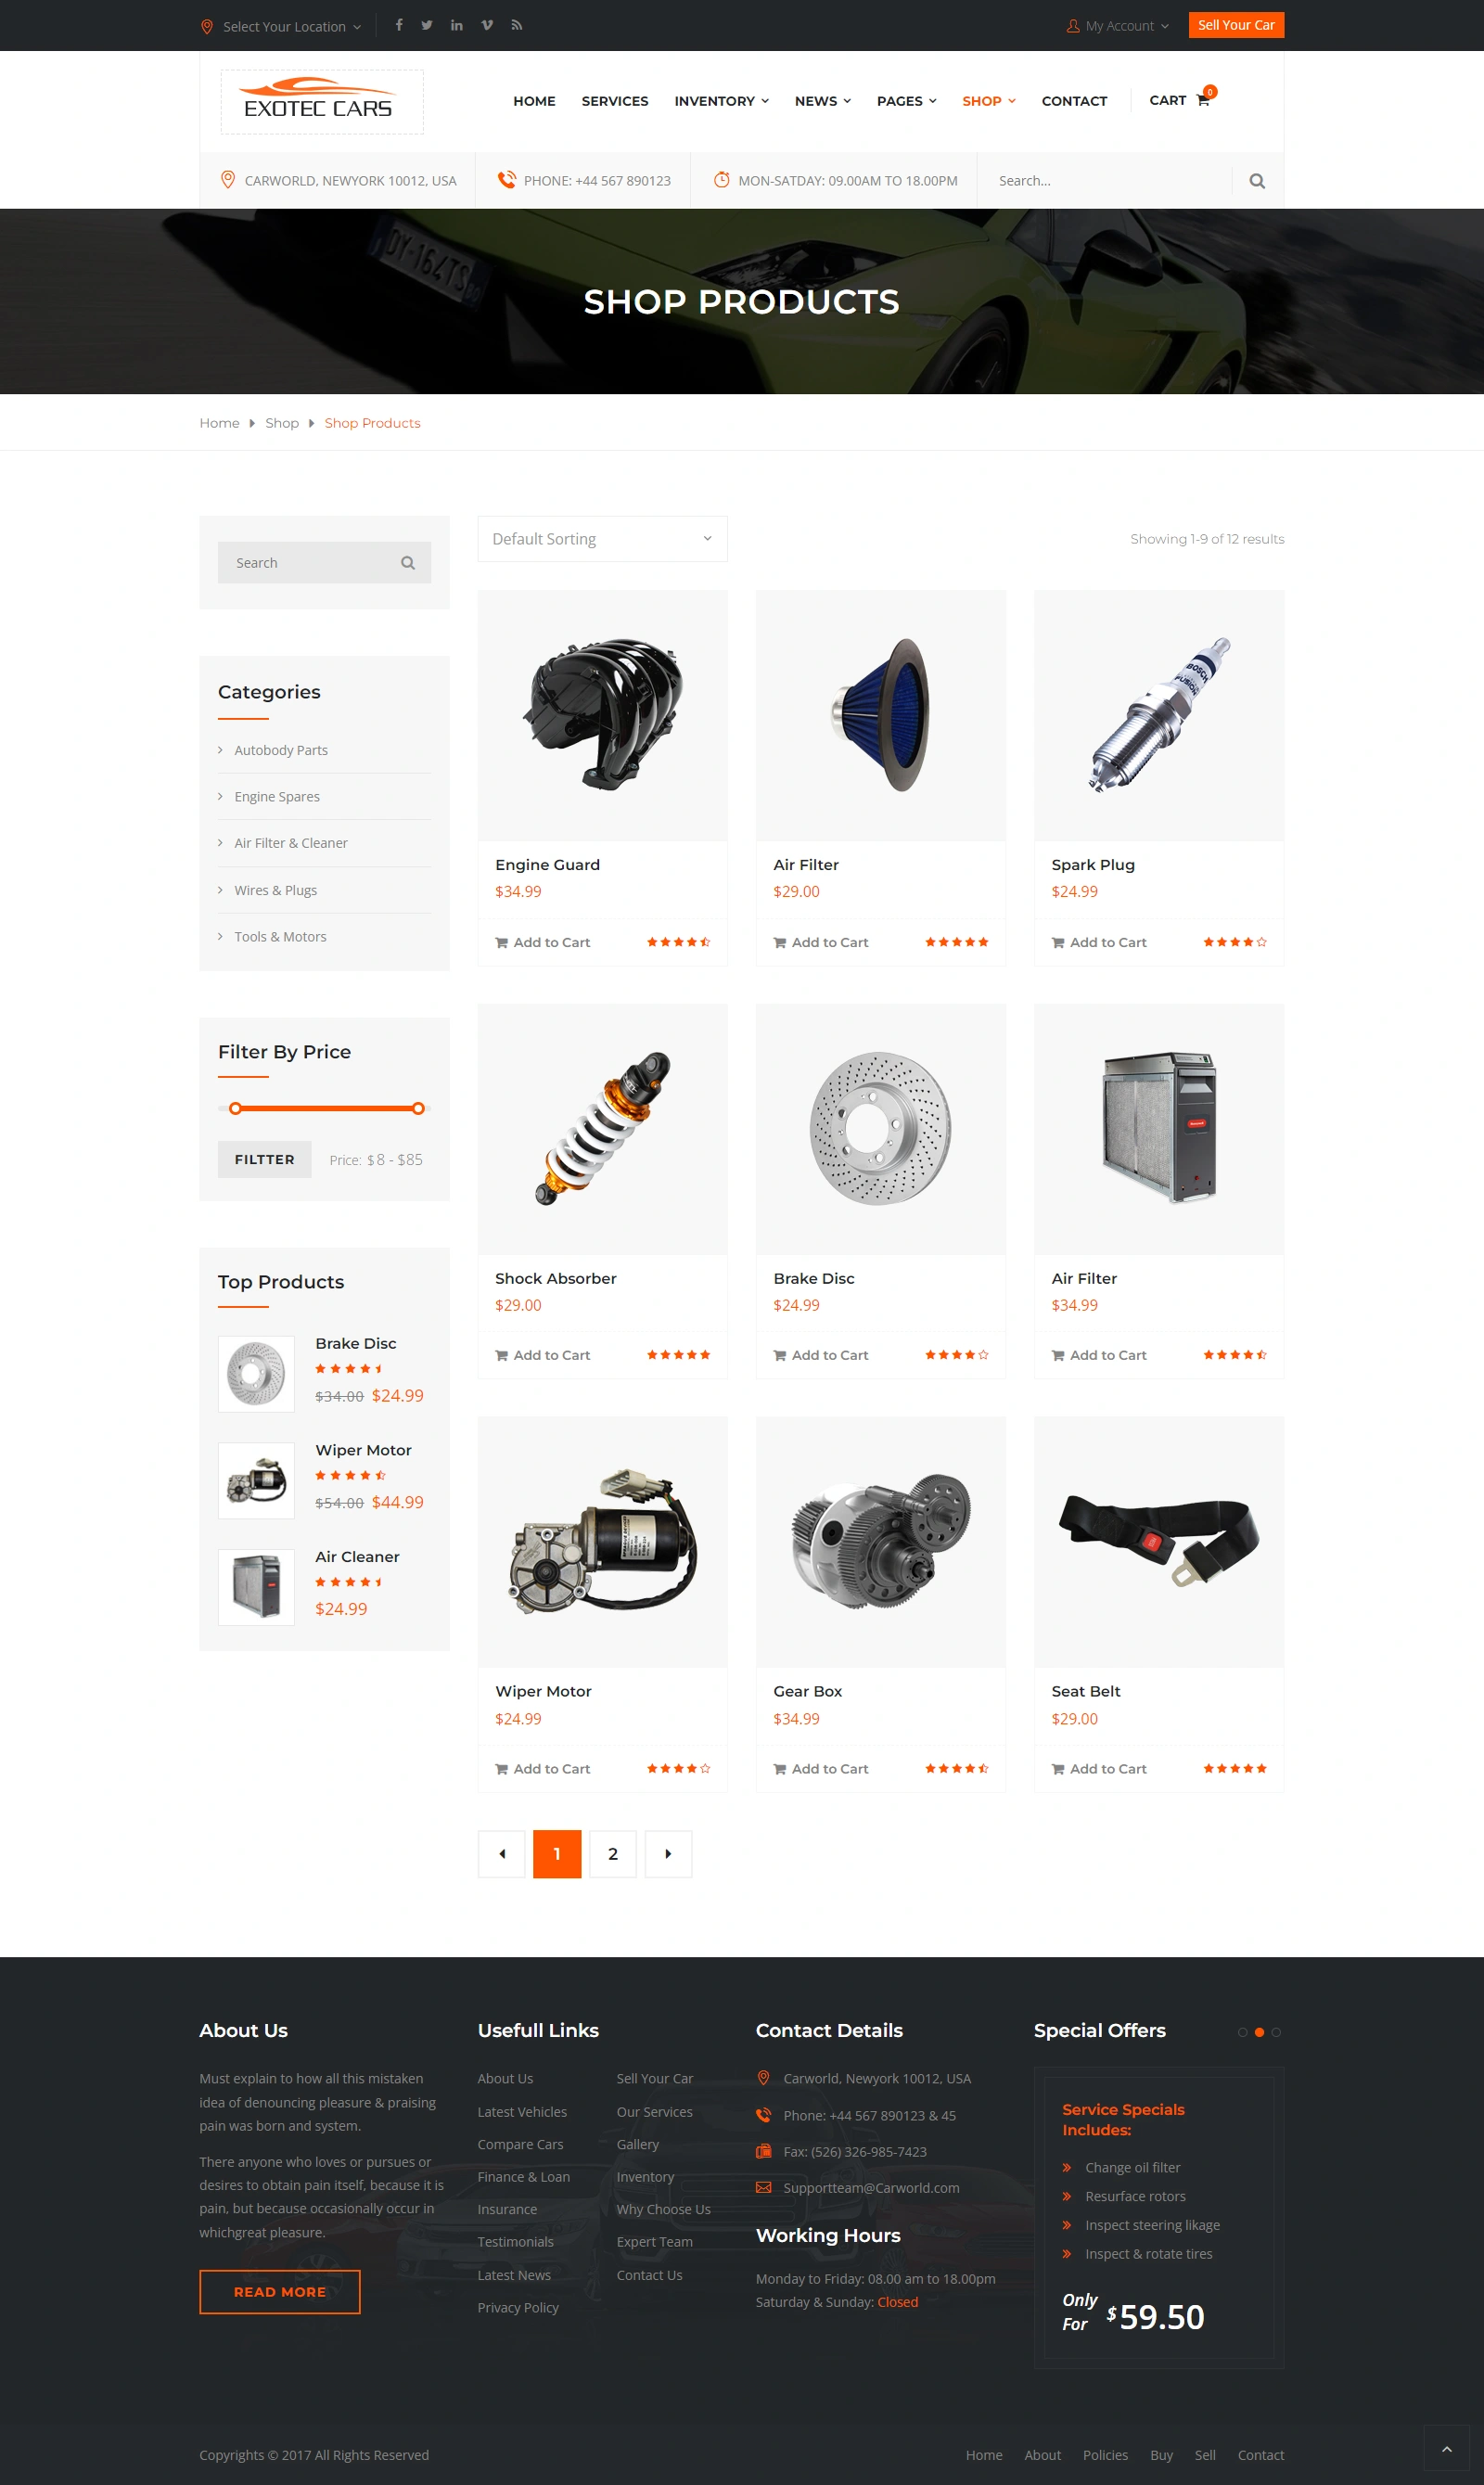 Select Your Location
My Account
Sell Your Car
EXOTEC CARS
HOME
SERVICES
INVENTORY
NEWS
PAGES
SHOP
CONTACT
CART
0
CARWORLD, NEWYORK 10012, USA
PHONE: +44 567 890123
MON-SATDAY: 09.00AM TO 18.00PM
Search...
DY·164TS
SHOP PRODUCTS
Home
Shop
Shop Products
Search
Categories
Autobody Parts
Engine Spares
Air Filter & Cleaner
Wires & Plugs
Tools & Motors
Filter By Price
FILTTER
Price: $8 - $85
Top Products
Brake Disc
$34.00 $24.99
Wiper Motor
$54.00 $44.99
Air Cleaner
$24.99
Default Sorting
Showing 1-9 of 12 results
BOSCH
FUSION
Engine Guard
$34.99
Add to Cart
Air Filter
$29.00
Add to Cart
Spark Plug
$24.99
Add to Cart
Shock Absorber
$29.00
Add to Cart
Brake Disc
$24.99
Add to Cart
Air Filter
$34.99
Add to Cart
Wiper Motor
$24.99
Add to Cart
Gear Box
$34.99
Add to Cart
Seat Belt
$29.00
Add to Cart
1
2
About Us
Must explain to how all this mistaken
idea of denouncing pleasure & praising
pain was born and system.
There anyone who loves or pursues or
desires to obtain pain itself, because it is
pain, but because occasionally occur in
whichgreat pleasure.
READ MORE
Usefull Links
About Us
Latest Vehicles
Compare Cars
Finance & Loan
Insurance
Testimonials
Latest News
Privacy Policy
Sell Your Car
Our Services
Gallery
Inventory
Why Choose Us
Expert Team
Contact Us
Contact Details
Carworld, Newyork 10012, USA
Phone: +44 567 890123 & 45
Fax: (526) 326-985-7423
Supportteam@Carworld.com
Working Hours
Monday to Friday: 08.00 am to 18.00pm
Saturday & Sunday: Closed
Special Offers
Service Specials
Includes:
Change oil filter
Resurface rotors
Inspect steering likage
Inspect & rotate tires
Only
For
$59.50
Copyrights © 2017 All Rights Reserved
Home
About
Policies
Buy
Sell
Contact